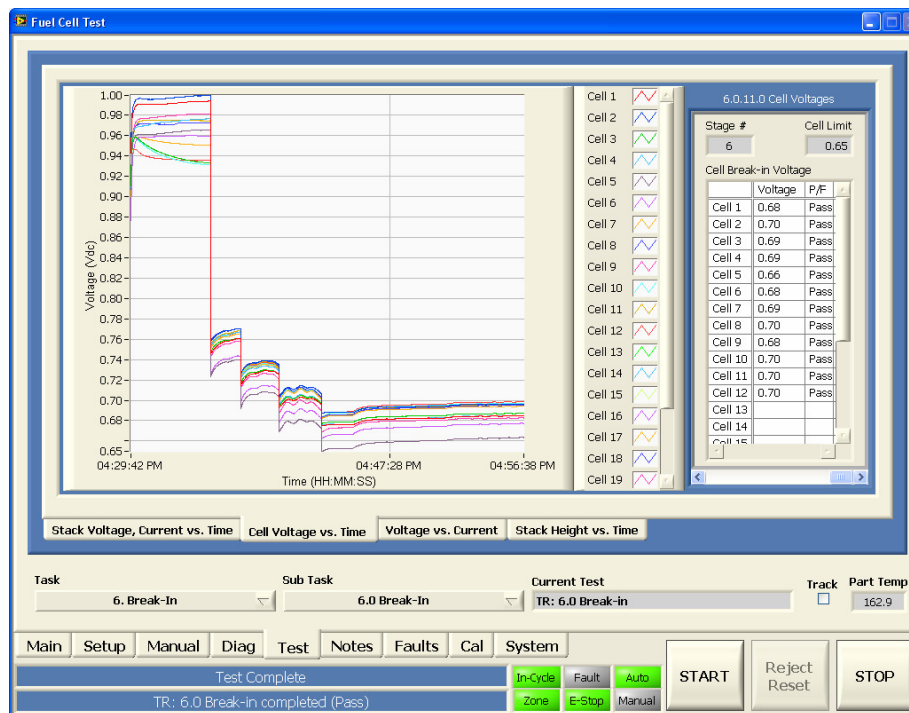 Fuel Cell Test
1.00
0.98
0.96
0.94
0.92
0.90
0.88
0.86
0.84
0.82
0.80
0.78
0.76
0.74
0.72
0.70
0.68
0.65
Voltage (Vdc)
04:29:42 PM 04:47:28 PM 04:56:38 PM
Time (HH:MM:SS)
Cell 1
Cell 2
Cell 3
Cell 4
Cell 5
Cell 6
Cell 7
Cell 8
Cell 9
Cell 10
Cell 11
Cell 12
Cell 13
Cell 14
Cell 15
Cell 16
Cell 17
Cell 18
Cell 19
6.0.11.0 Cell Voltages
Stage # Cell Limit
6 0.65
Cell Break-in Voltage
Voltage P/F
Cell 1 0.68 Pass
Cell 2 0.70 Pass
Cell 3 0.69 Pass
Cell 4 0.69 Pass
Cell 5 0.66 Pass
Cell 6 0.68 Pass
Cell 7 0.69 Pass
Cell 8 0.70 Pass
Cell 9 0.68 Pass
Cell 10 0.70 Pass
Cell 11 0.70 Pass
Cell 12 0.70 Pass
Cell 13
Cell 14
Cell 15
Stack Voltage, Current vs. Time Cell Voltage vs. Time Voltage vs. Current Stack Height vs. Time
Task Sub Task Current Test Track Part Temp
6. Break-In 6.0 Break-In TR: 6.0 Break-in 162.9
Main Setup Manual Diag Test Notes Faults Cal System
Test Complete
TR: 6.0 Break-in completed (Pass)
In-Cycle Fault Auto
Zone E-Stop Manual
START
Reject
Reset
STOP